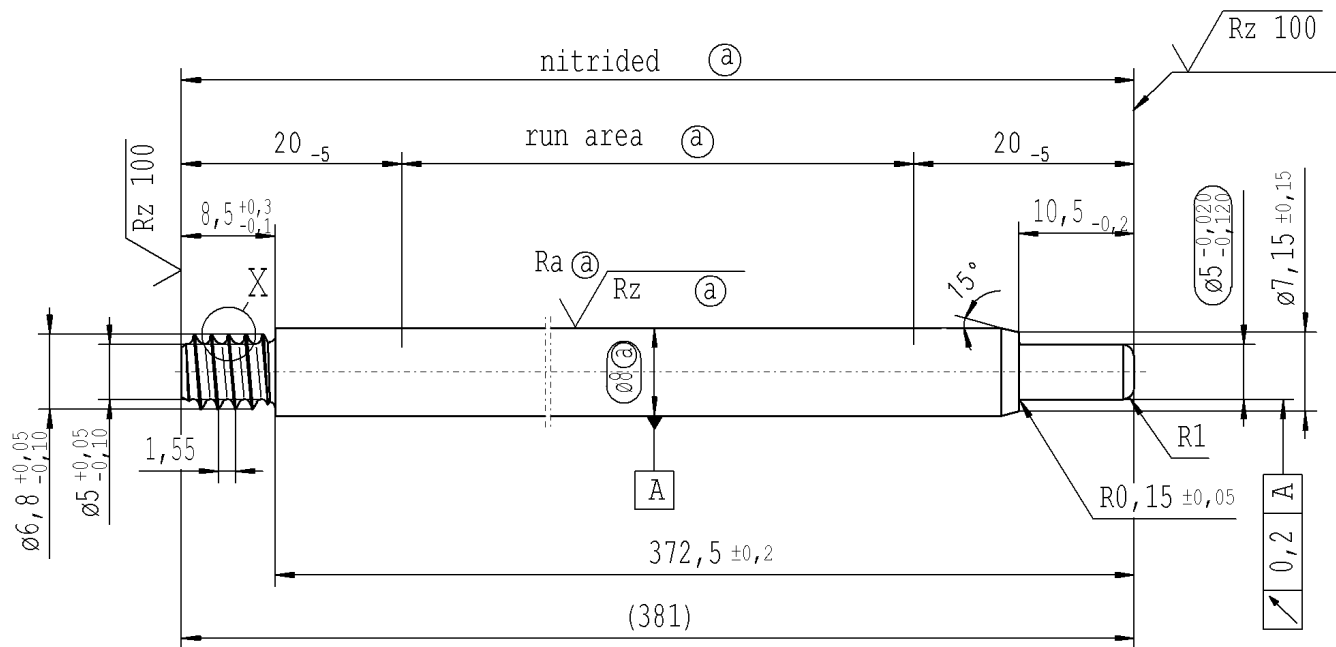 Rz 100
nitrided ⓐ
20 -5
run area ⓐ
20 -5
Rz 100
8,5 +0,3 -0,1
10,5 -0,2
ø5 -0,020 -0,120
ø7,15 ±0,15
X
Ra ⓐ
Rz ⓐ
15°
ø8 ⓐ
ø6,8 +0,05 -0,10
ø5 +0,05 -0,10
1,55
A
R1
R0,15 ±0,05
0,2 A
372,5 ±0,2
(381)